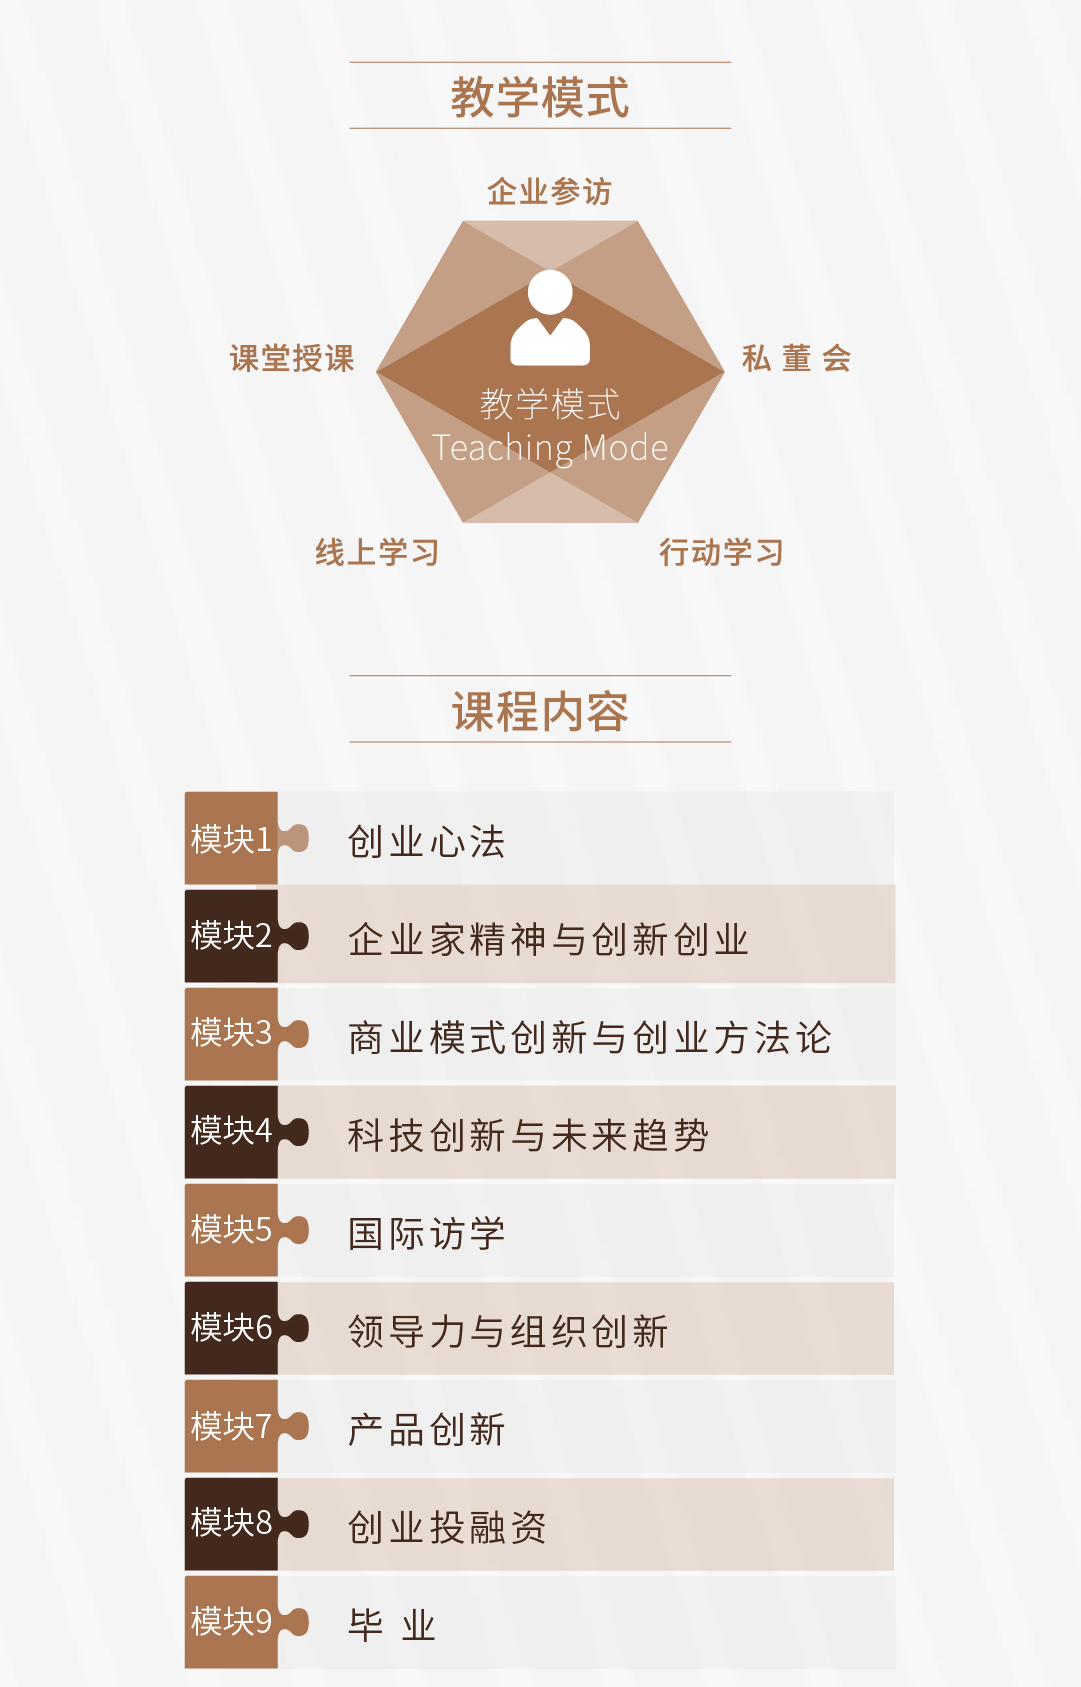 教学模式
企业参访
课堂授课
私董会
教学模式
Teaching Mode
线上学习
行动学习
课程内容
模块1 创业心法
模块2 企业家精神与创新创业
模块3 商业模式创新与创业方法论
模块4 科技创新与未来趋势
模块5 国际访学
模块6 领导力与组织创新
模块7 产品创新
模块8 创业投融资
模块9 毕业